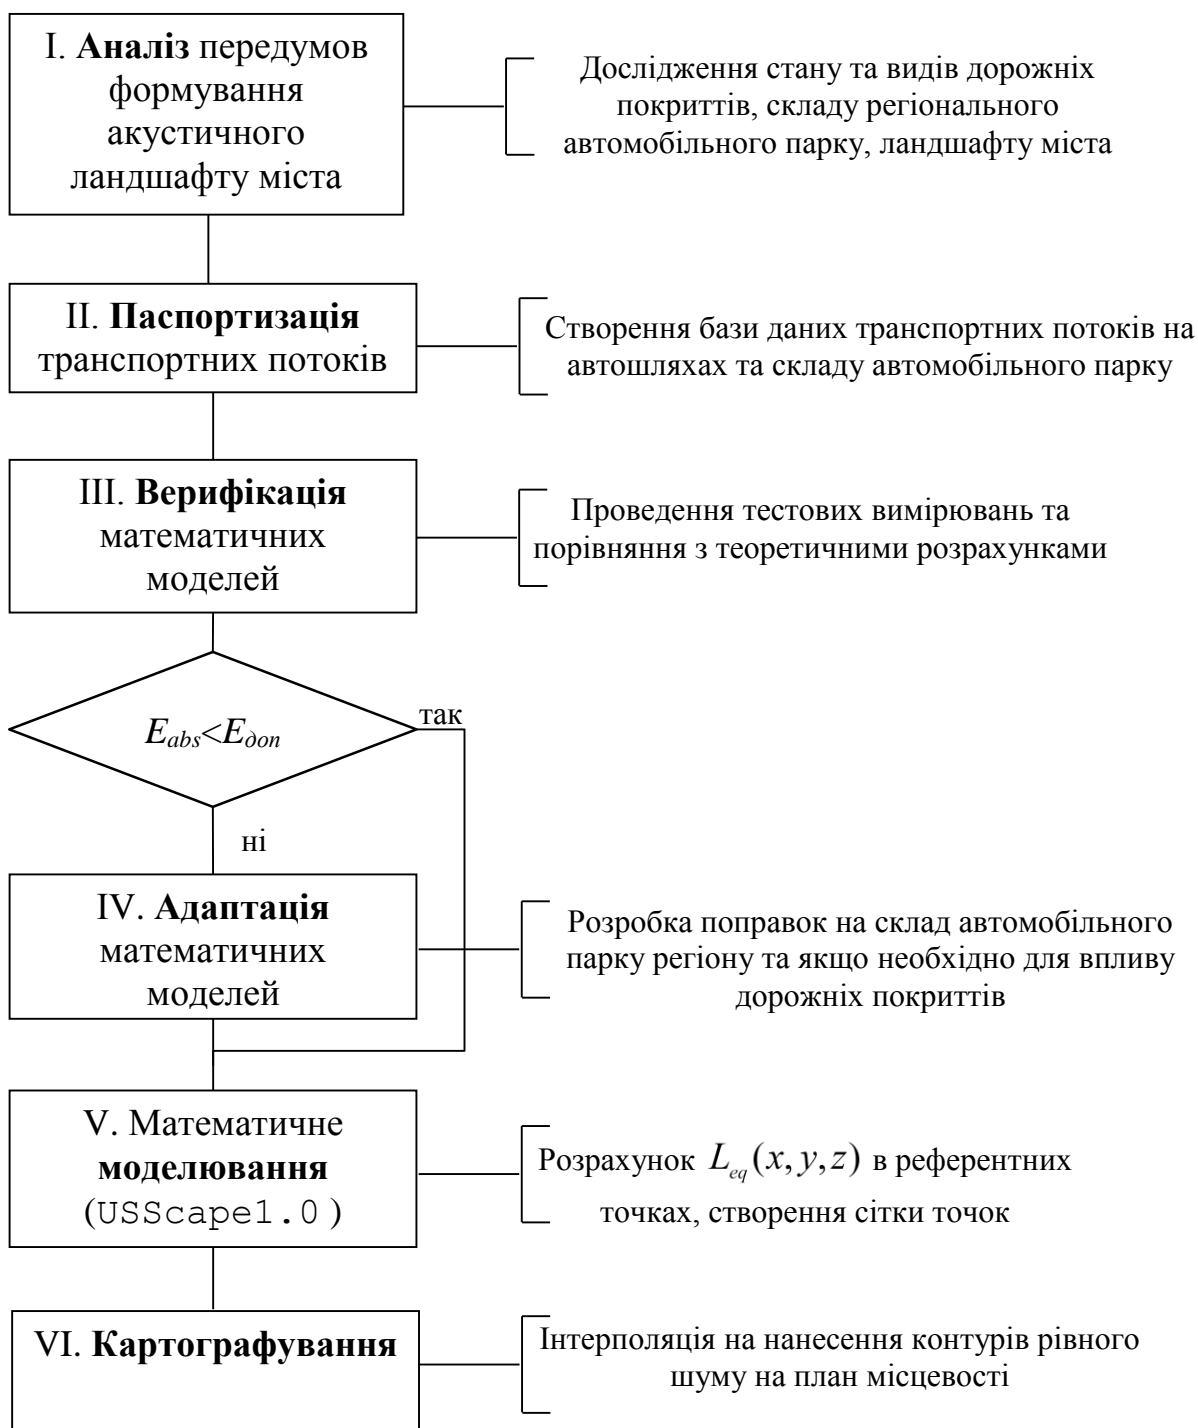 I. Аналіз передумов
формування
акустичного
ландшафту міста
Дослідження стану та видів дорожніх
покриттів, складу регіонального
автомобільного парку, ландшафту міста
II. Паспортизація
транспортних потоків
Створення бази даних транспортних потоків на
автошляхах та складу автомобільного парку
III. Верифікація
математичних
моделей
Проведення тестових вимірювань та
порівняння з теоретичними розрахунками
E_abs<E_доп
так
ні
IV. Адаптація
математичних
моделей
Розробка поправок на склад автомобільного
парку регіону та якщо необхідно для впливу
дорожніх покриттів
V. Математичне
моделювання
(USScape1.0 )
Розрахунок L_eq(x, y, z) в референтних
точках, створення сітки точок
VI. Картографування
Інтерполяція на нанесення контурів рівного
шуму на план місцевості